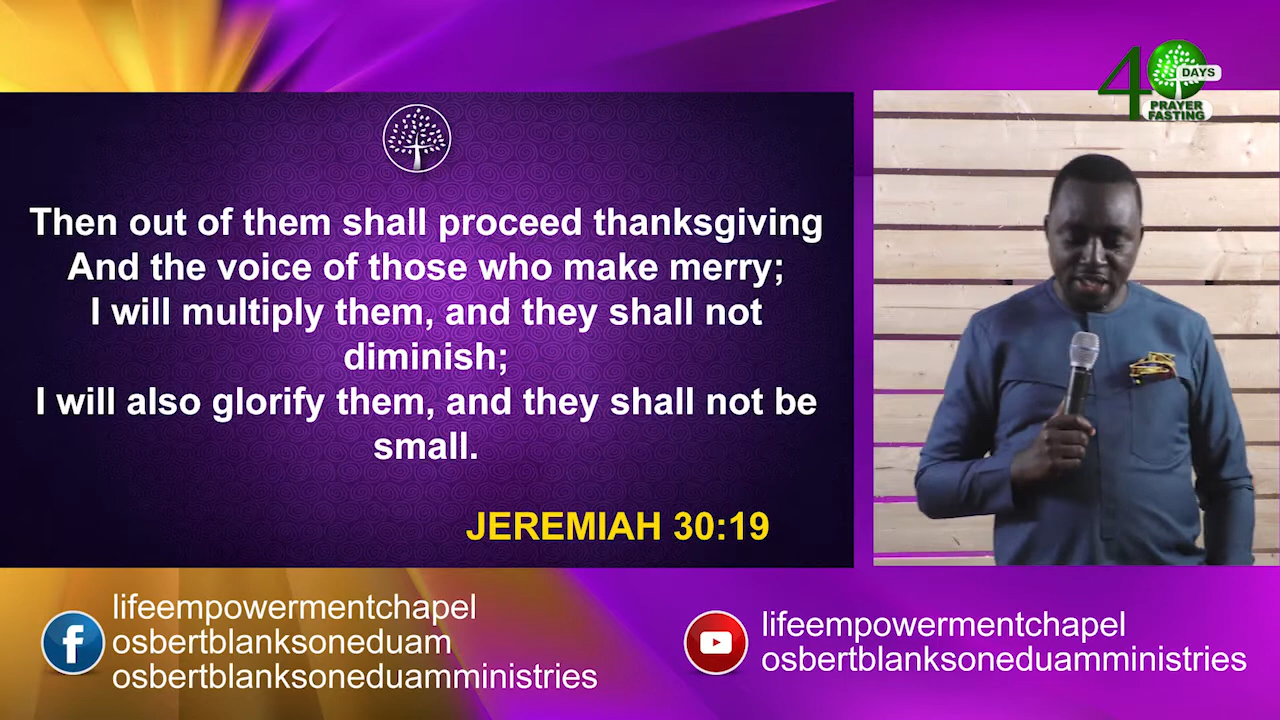 40
DAYS
PRAYER
FASTING
Then out of them shall proceed thanksgiving
And the voice of those who make merry;
I will multiply them, and they shall not
diminish;
I will also glorify them, and they shall not be
small.
JEREMIAH 30:19
lifeempowermentchapel
osbertblanksoneduam
osbertblanksoneduamministries
lifeempowermentchapel
osbertblanksoneduamministries